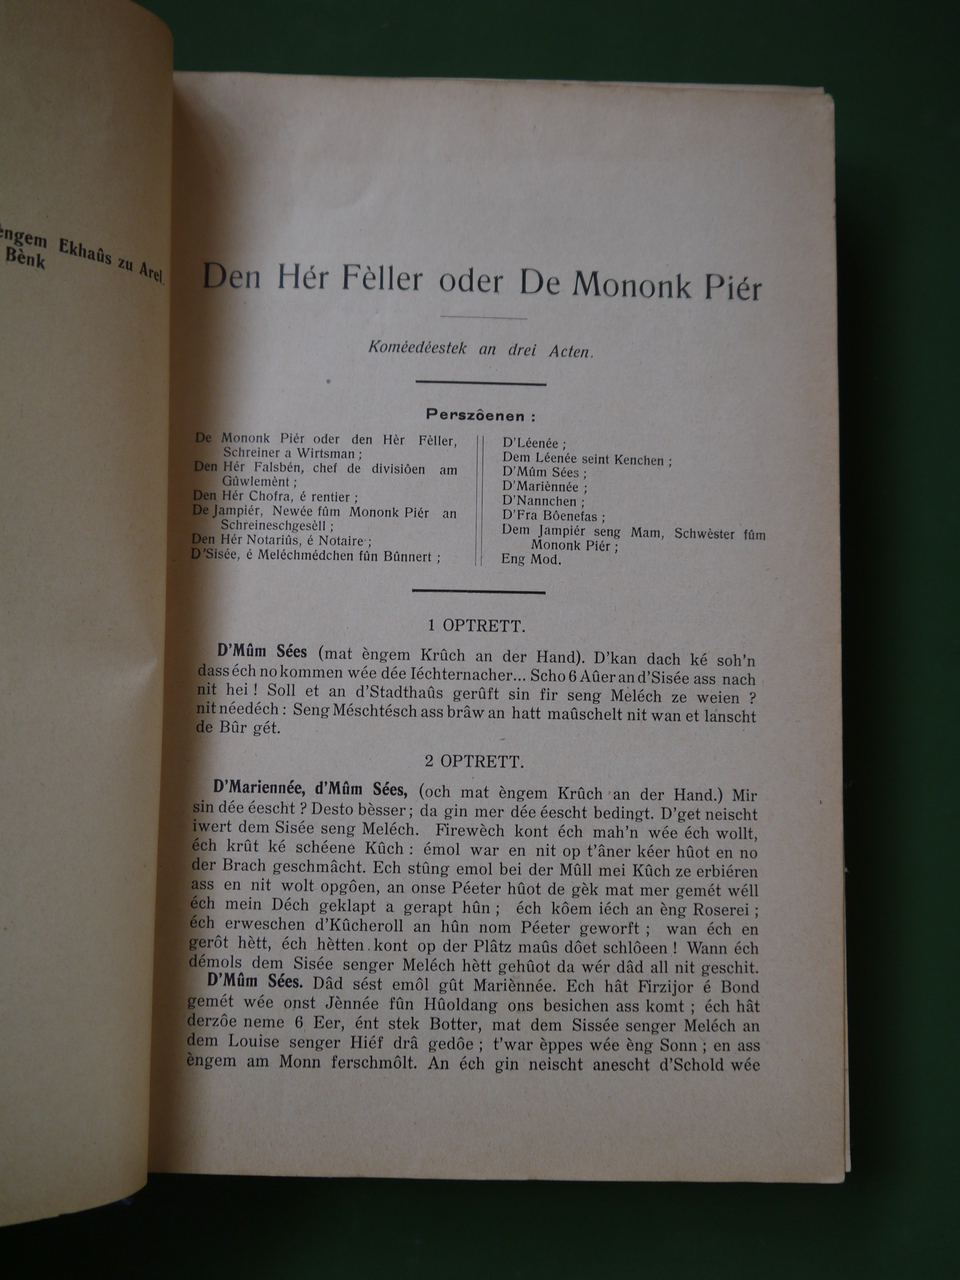 èngem Ekhaûs zu Arel.
Bènk
Den Hér Fèller oder De Mononk Piér
Koméedéestek an drei Acten.
Perszôenen :
De Mononk Piér oder den Hèr Fèller,
Schreiner a Wirtsman ;
Den Hér Falsbén, chef de divisiôen am
Gûwlemènt ;
Den Hér Chofra, é rentier ;
De Jampiér, Newée fûm Mononk Piér an
Schreineschgesèll ;
Den Hér Notariûs, é Notaire ;
D'Sisée, é Meléchmédchen fûn Bûnnert ;
D'Léenée ;
Dem Léenée seint Kenchen ;
D'Mûm Sées ;
D'Mariènnée ;
D'Nannchen ;
D'Fra Bôenefas ;
Dem Jampiér seng Mam, Schwèster fûm
Mononk Piér ;
Eng Mod.
1 OPTRETT.
D'Mûm Sées (mat èngem Krûch an der Hand). D'kan dach ké soh'n
dass éch no kommen wée dée Iéchternacher... Scho 6 Aûer an d'Sisée ass nach
nit hei ! Soll et an d'Stadthaûs gerûft sin fir seng Meléch ze weien ?
nit néedéch : Seng Méschtésch ass brâw an hatt maûschelt nit wan et lanscht
de Bûr gét.
2 OPTRETT.
D'Mariennée, d'Mûm Sées, (och mat èngem Krûch an der Hand.) Mir
sin dée éescht ? Desto bèsser ; da gin mer dée éescht bedingt. D'get neischt
iwert dem Sisée seng Meléch. Firewèch kont éch mah'n wée éch wollt,
éch krût ké schéene Kûch : émol war en nit op t'âner kéer hûot en no
der Brach geschmâcht. Ech stûng emol bei der Mûll mei Kûch ze erbiéren
ass en nit wolt opgôen, an onse Péeter hûot de gèk mat mer gemét wéll
éch mein Déch geklapt a gerapt hûn ; éch kôem iéch an èng Roserei ;
éch erweschen d'Kûcheroll an hûn nom Péeter geworft ; wan éch en
gerôt hètt, éch hètten kont op der Plâtz maûs dôet schlôeen ! Wann éch
démols dem Sisée senger Meléch hètt gehûot da wér dâd all nit geschit.
D'Mûm Sées. Dâd sést emôl gût Mariènnée. Ech hât Firzijor é Bond
gemét wée onst Jènnée fûn Hûoldang ons besichen ass komt ; éch hât
derzôe neme 6 Eer, ént stek Botter, mat dem Sissée senger Meléch an
dem Louise senger Hiéf drâ gedôe ; t'war èppes wée èng Sonn ; en ass
èngem am Monn ferschmôlt. An éch gin neischt anescht d'Schold wée